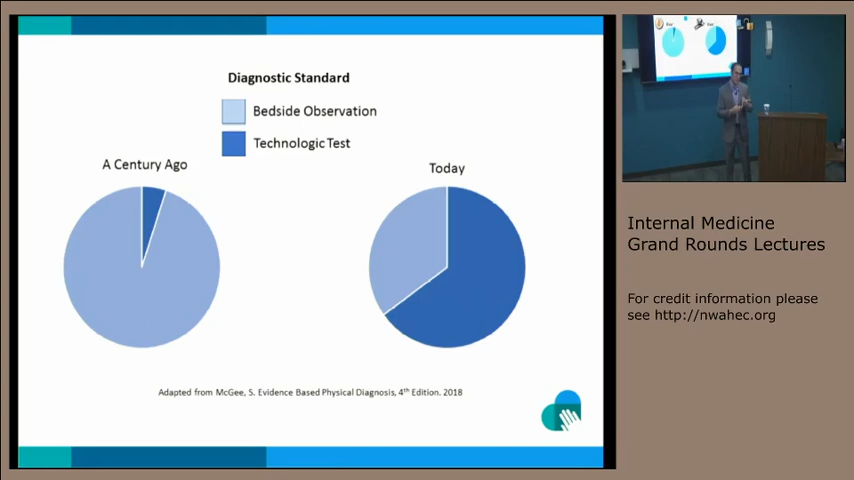 Diagnostic Standard
Bedside Observation
Technologic Test
A Century Ago
Today
Adapted from McGee, S. Evidence Based Physical Diagnosis, 4th Edition. 2018
Internal Medicine
Grand Rounds Lectures
For credit information please
see http://nwahec.org